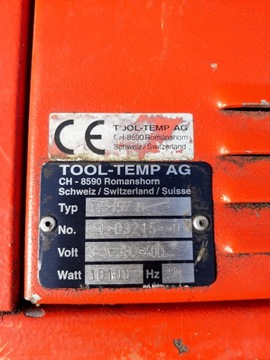 CE
TOOL-TEMP AG
CH-8590 Romanshorn
Schweiz / Switzerland
TOOL-TEMP AG
CH - 8590 Romanshorn
Schweiz / Switzerland / Suisse
Typ
No.
Volt
Watt Hz